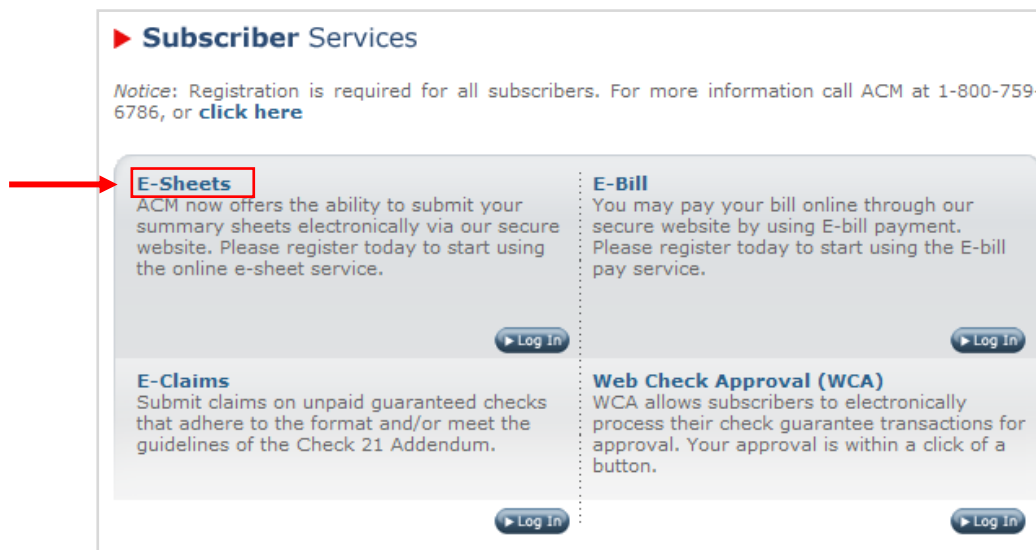 Subscriber Services
Notice: Registration is required for all subscribers. For more information call ACM at 1-800-759-
6786, or click here
E-Sheets
ACM now offers the ability to submit your
summary sheets electronically via our secure
website. Please register today to start using
the online e-sheet service.
Log In
E-Bill
You may pay your bill online through our
secure website by using E-bill payment.
Please register today to start using the E-bill
pay service.
Log In
E-Claims
Submit claims on unpaid guaranteed checks
that adhere to the format and/or meet the
guidelines of the Check 21 Addendum.
Log In
Web Check Approval (WCA)
WCA allows subscribers to electronically
process their check guarantee transactions for
approval. Your approval is within a click of a
button.
Log In